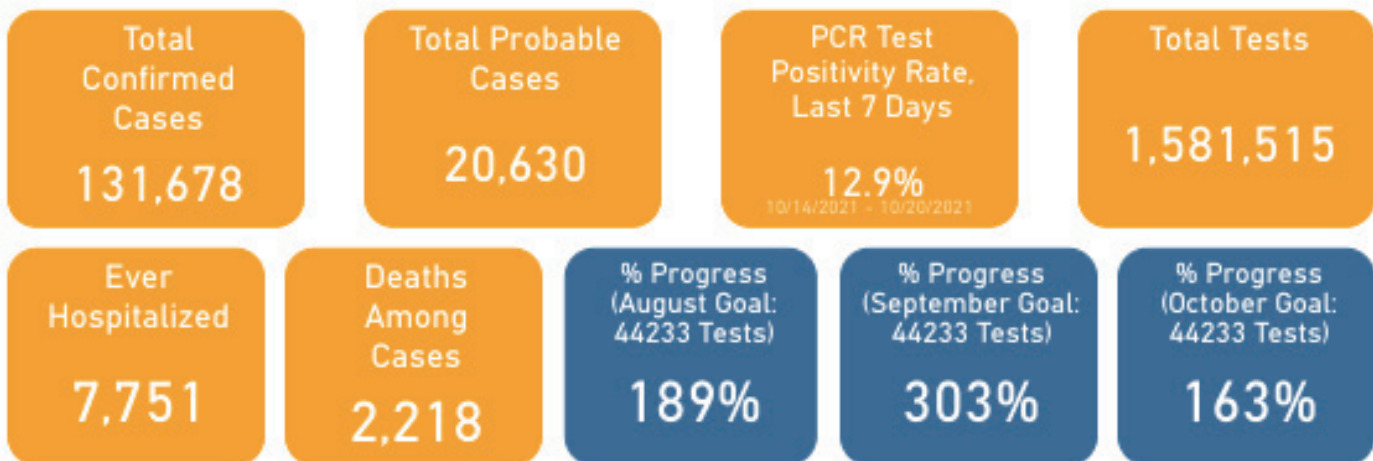 Total
Confirmed
Cases
131,678
Total Probable
Cases
20,630
PCR Test
Positivity Rate,
Last 7 Days
12.9%
10/14/2021 - 10/20/2021
Total Tests
1,581,515
Ever
Hospitalized
7,751
Deaths
Among
Cases
2,218
% Progress
(August Goal:
44233 Tests)
189%
% Progress
(September Goal:
44233 Tests)
303%
% Progress
(October Goal:
44233 Tests)
163%